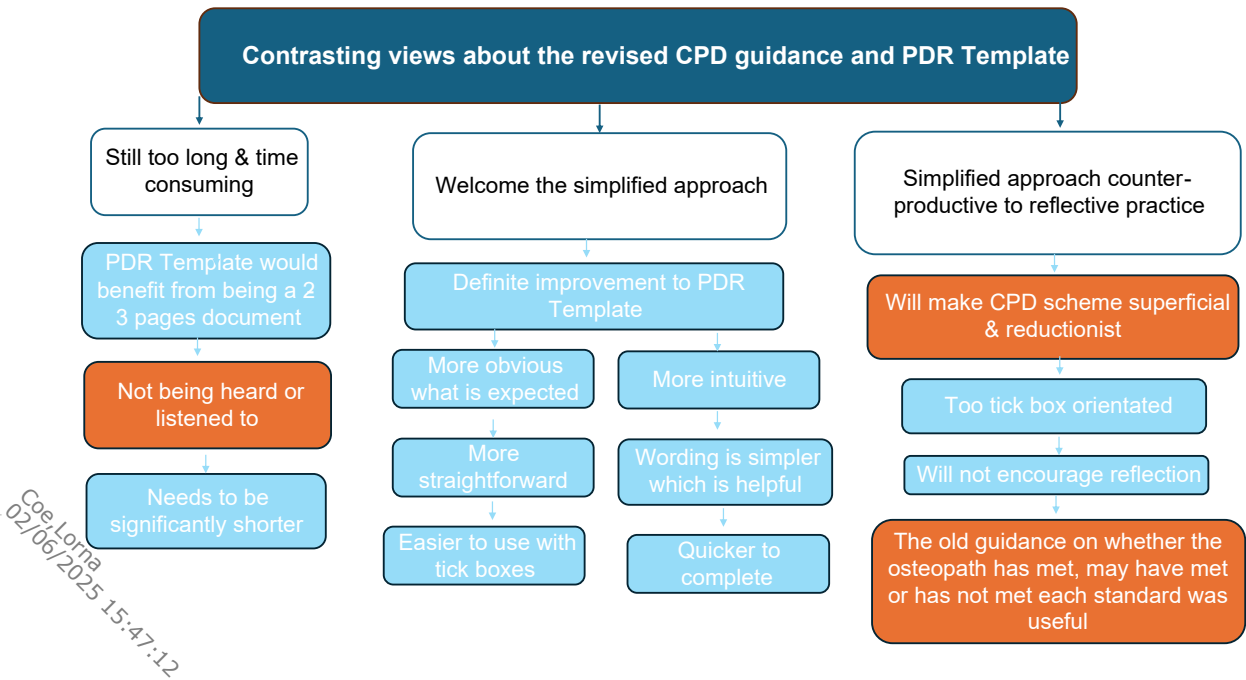 Contrasting views about the revised CPD guidance and PDR Template
Still too long & time
consuming
PDR Template would
benefit from being a 2
3 pages document
Not being heard or
listened to
Needs to be
significantly shorter
Welcome the simplified approach
Definite improvement to PDR
Template
More obvious
what is expected
More
straightforward
Easier to use with
tick boxes
More intuitive
Wording is simpler
which is helpful
Quicker to
complete
Simplified approach counter-
productive to reflective practice
Will make CPD scheme superficial
& reductionist
Too tick box orientated
Will not encourage reflection
The old guidance on whether the
osteopath has met, may have met
or has not met each standard was
useful
Coe,Lorna
02/06/2025 15:47:12